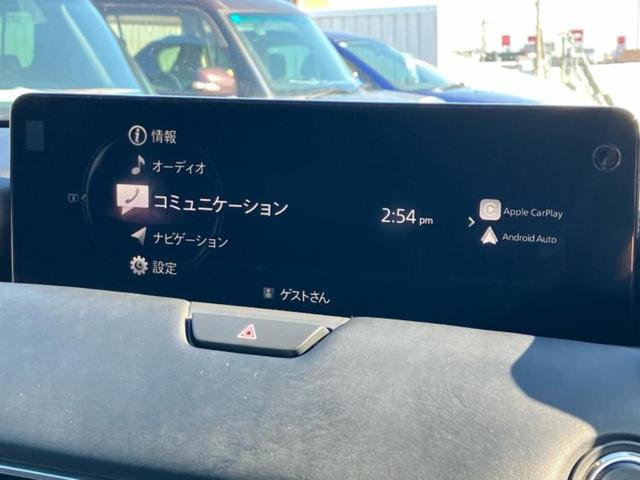 情報
オーディオ
コミュニケーション
ナビゲーション
設定
2:54 pm
Apple CarPlay
Android Auto
ゲストさん